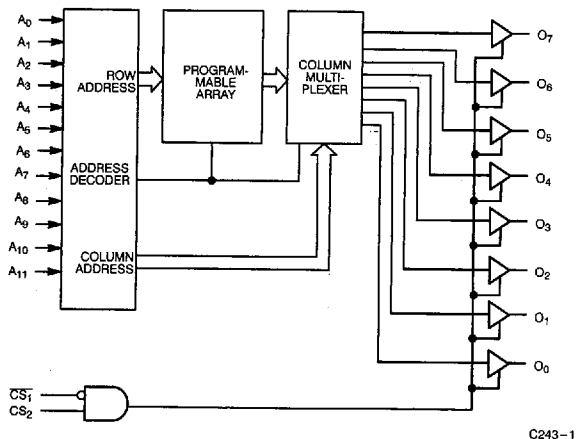 A0
A1
A2
A3
A4
A5
A6
A7
A8
A9
A10
A11
ROW
ADDRESS
ADDRESS
DECODER
COLUMN
ADDRESS
PROGRAM-
MABLE
ARRAY
COLUMN
MULTI-
PLEXER
O7
O6
O5
O4
O3
O2
O1
O0
C̅S̅1
CS2
C243-1